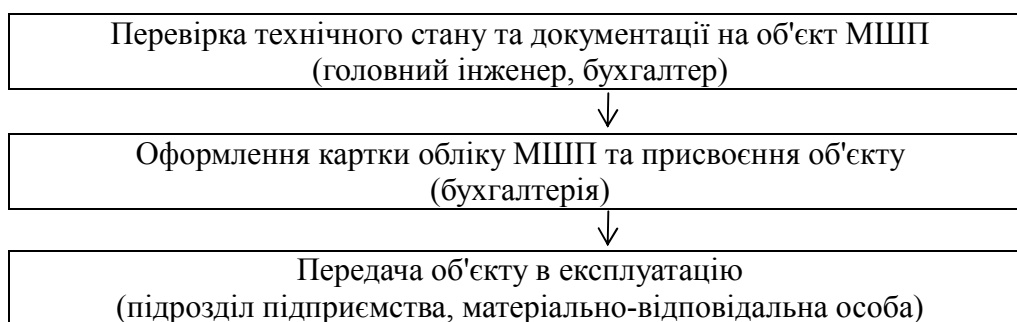 Перевірка технічного стану та документації на об'єкт МШП
(головний інженер, бухгалтер)
Оформлення картки обліку МШП та присвоєння об'єкту
(бухгалтерія)
Передача об'єкту в експлуатацію
(підрозділ підприємства, матеріально-відповідальна особа)